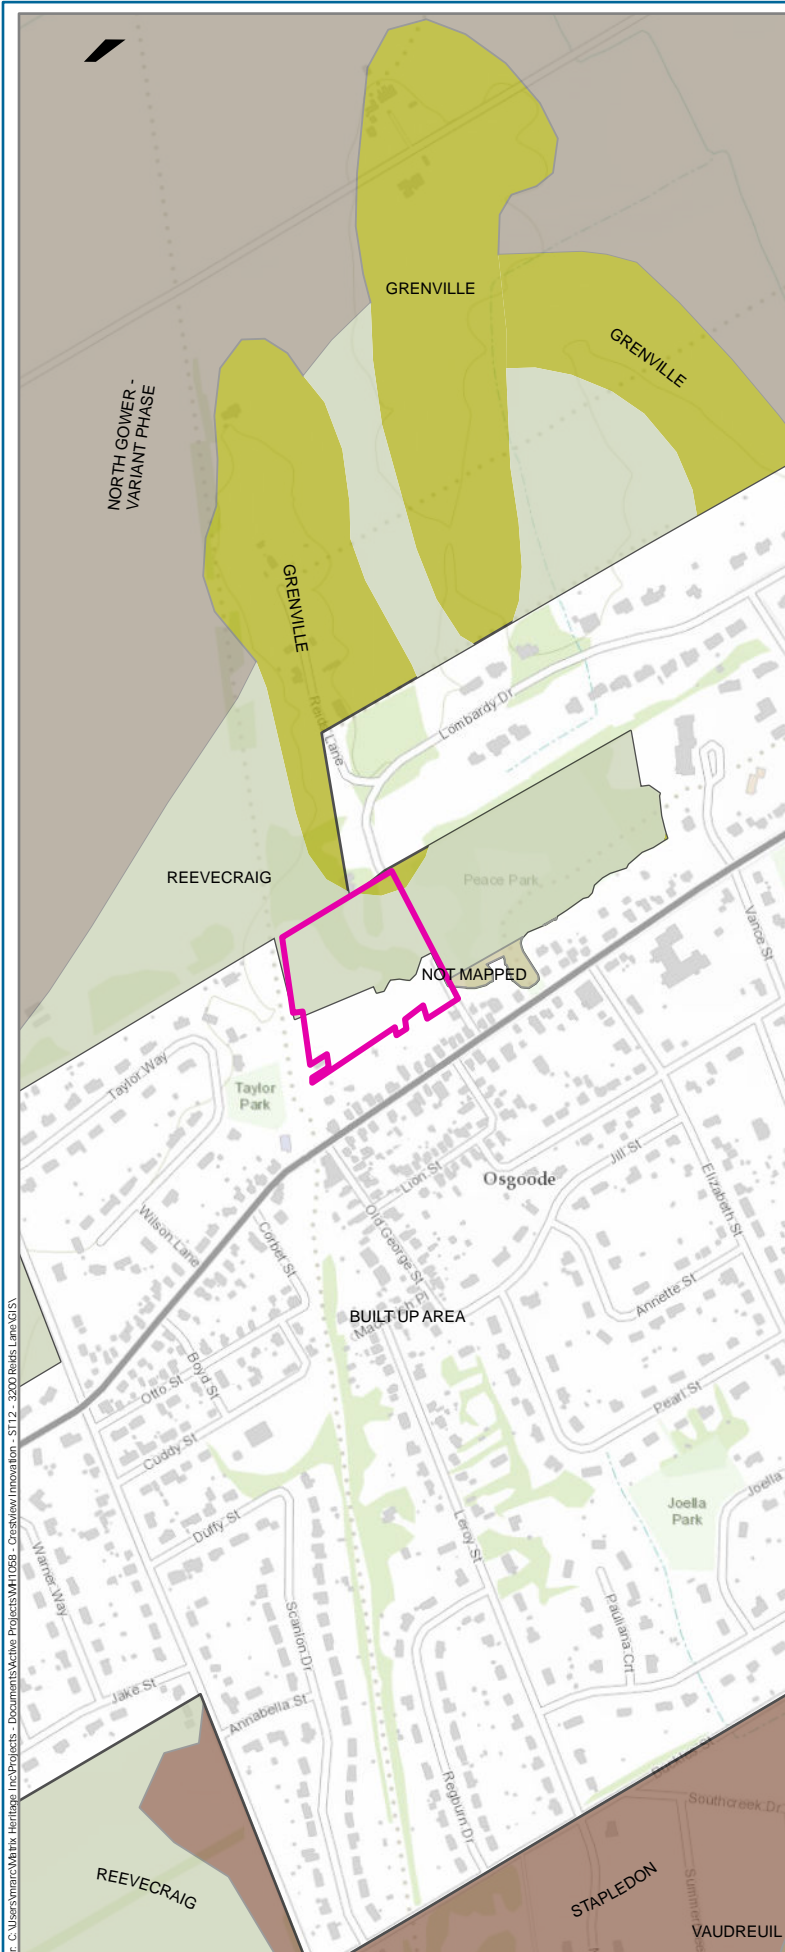 GRENVILLE
GRENVILLE
NORTH GOWER -
VARIANT PHASE
GRENVILLE
Reids Lane
Lombardy Dr
REEVECRAIG
Peace Park
Vance St
NOT MAPPED
Taylor Way
Taylor
Park
Lion St
Osgoode
Jill St
Elizabeth St
Wilson Lane
Corbet St
Old George St
Annette St
BUILT UP AREA
Boyd St
Otto St
Pearl St
Cuddy St
Joella
Joella
Park
Duffy St
Leroy St
Warner Way
Scanlon Dr
Pauliana Crt
Jake St
Annabella St
Regburn Dr
Southcreek Dr
REEVECRAIG
STAPLEDON
VAUDREUIL
r: C:\Users\mrarc\Matrix Heritage Inc\Projects - Documents\Active Projects\MH1058 - Crestview Innovation - ST12 - 3200 Reids Lane\GIS\